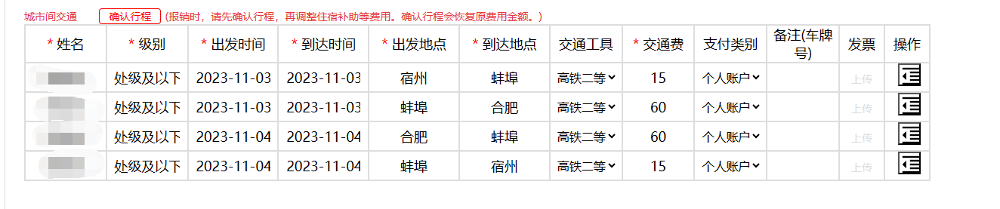 城市间交通 确认行程 (报销时，请先确认行程，再调整住宿补助等费用。确认行程会恢复原费用金额。)
* 姓名 * 级别 * 出发时间 * 到达时间 * 出发地点 * 到达地点 交通工具 * 交通费 支付类别 备注(车牌号) 发票 操作
处级及以下 2023-11-03 2023-11-03 宿州 蚌埠 高铁二等 15 个人账户 上传
处级及以下 2023-11-03 2023-11-03 蚌埠 合肥 高铁二等 60 个人账户 上传
处级及以下 2023-11-04 2023-11-04 合肥 蚌埠 高铁二等 60 个人账户 上传
处级及以下 2023-11-04 2023-11-04 蚌埠 宿州 高铁二等 15 个人账户 上传